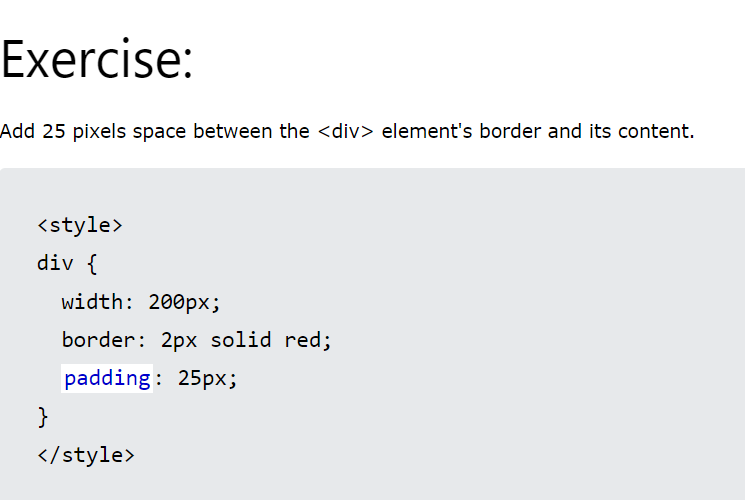 Exercise:
Add 25 pixels space between the <div> element's border and its content.
<style>
div {
  width: 200px;
  border: 2px solid red;
  padding: 25px;
}
</style>